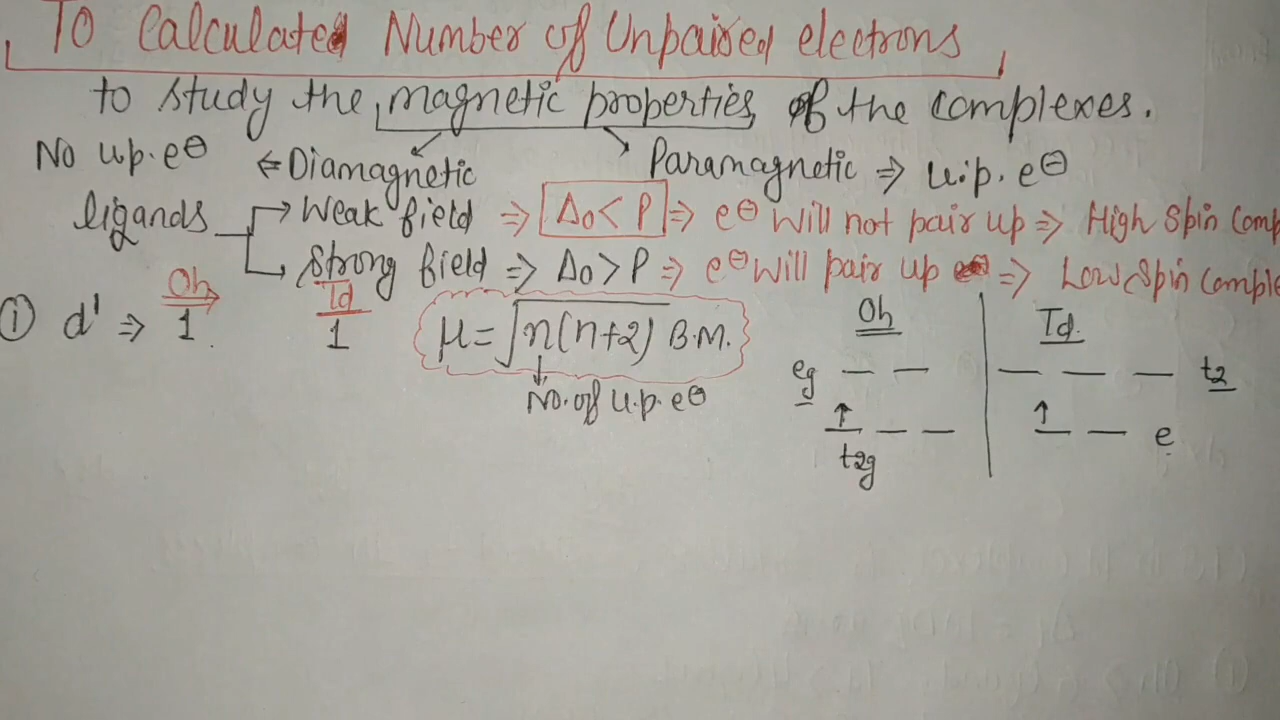 To Calculated Number of Unpaired electrons
to study the magnetic properties of the complexes.
No u.p. e⊖ ⇐ Diamagnetic Paramagnetic ⇒ u.p. e⊖
ligands → Weak field ⇒ Δo < P ⇒ e⊖ will not pair up ⇒ High Spin Comp
→ Strong field ⇒ Δo > P ⇒ e⊖ will pair up ⇒ Low Spin Comple
Oh Td
① d¹ ⇒ 1 1
μ = √n(n+2) B.M.
No. of u.p. e⊖
Oh
eg — —
↑ — —
t2g
Td.
— — — t2
↑ — e